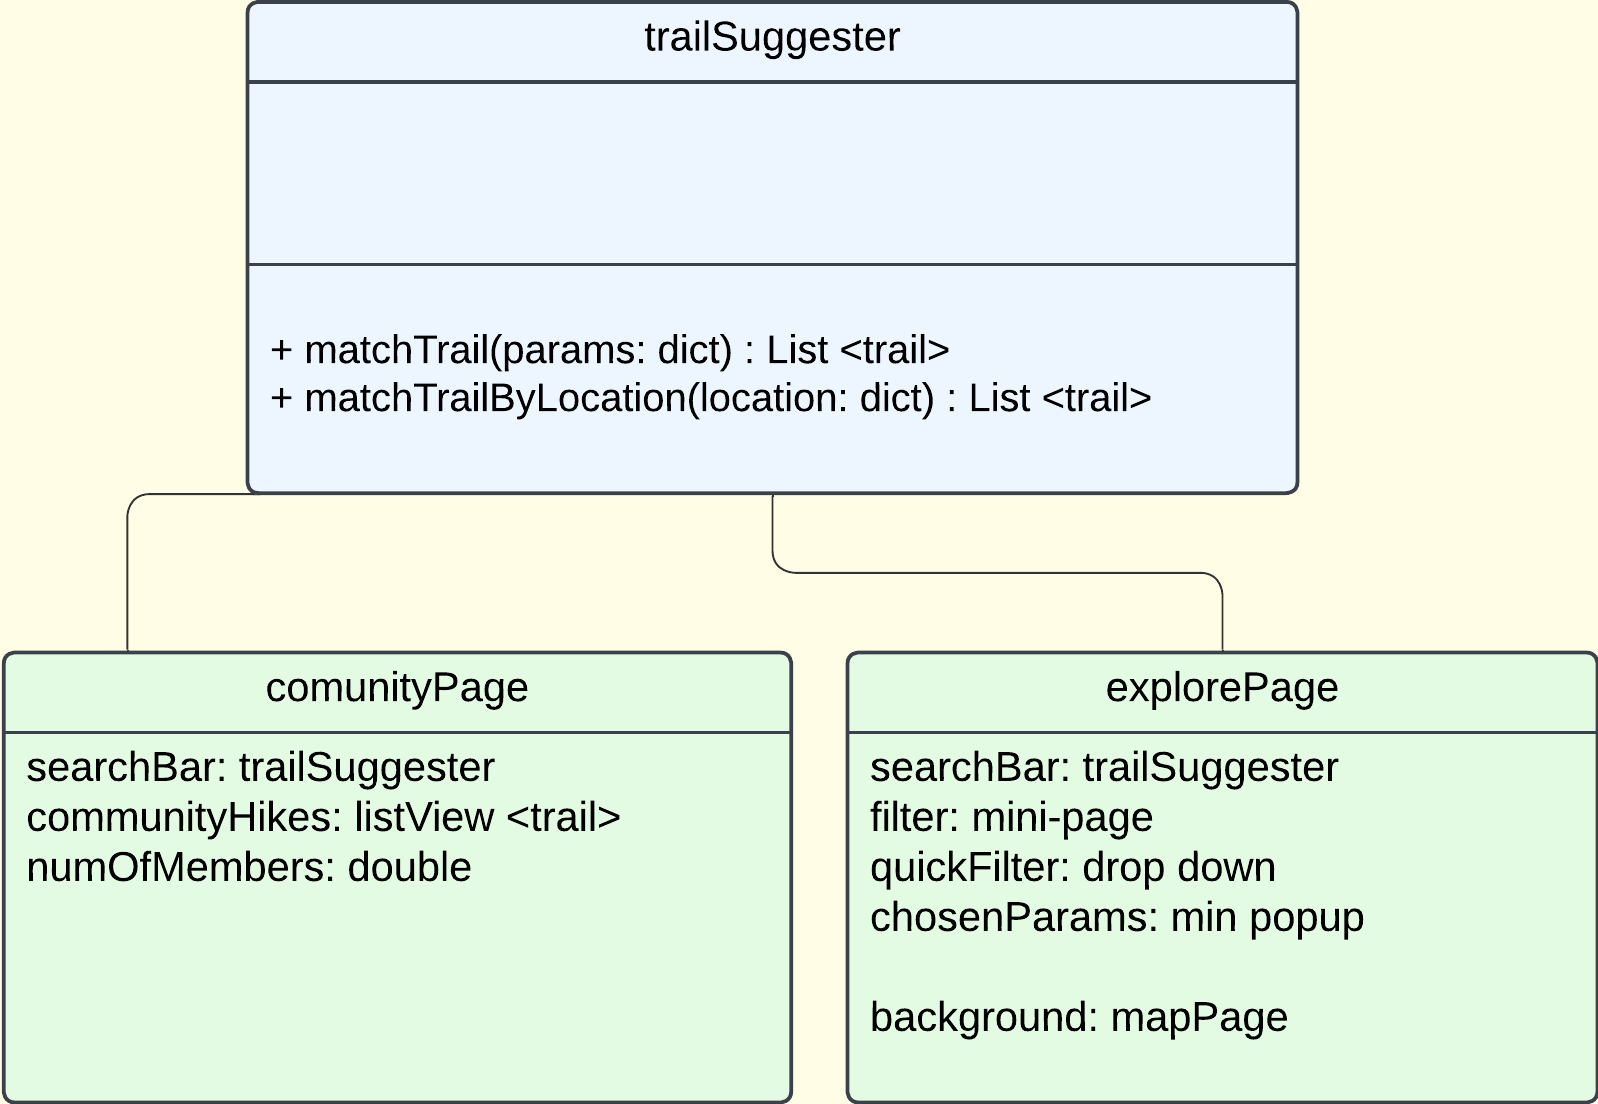 trailSuggester
+ matchTrail(params: dict) : List <trail>
+ matchTrailByLocation(location: dict) : List <trail>
comunityPage
searchBar: trailSuggester
communityHikes: listView <trail>
numOfMembers: double
explorePage
searchBar: trailSuggester
filter: mini-page
quickFilter: drop down
chosenParams: min popup
background: mapPage